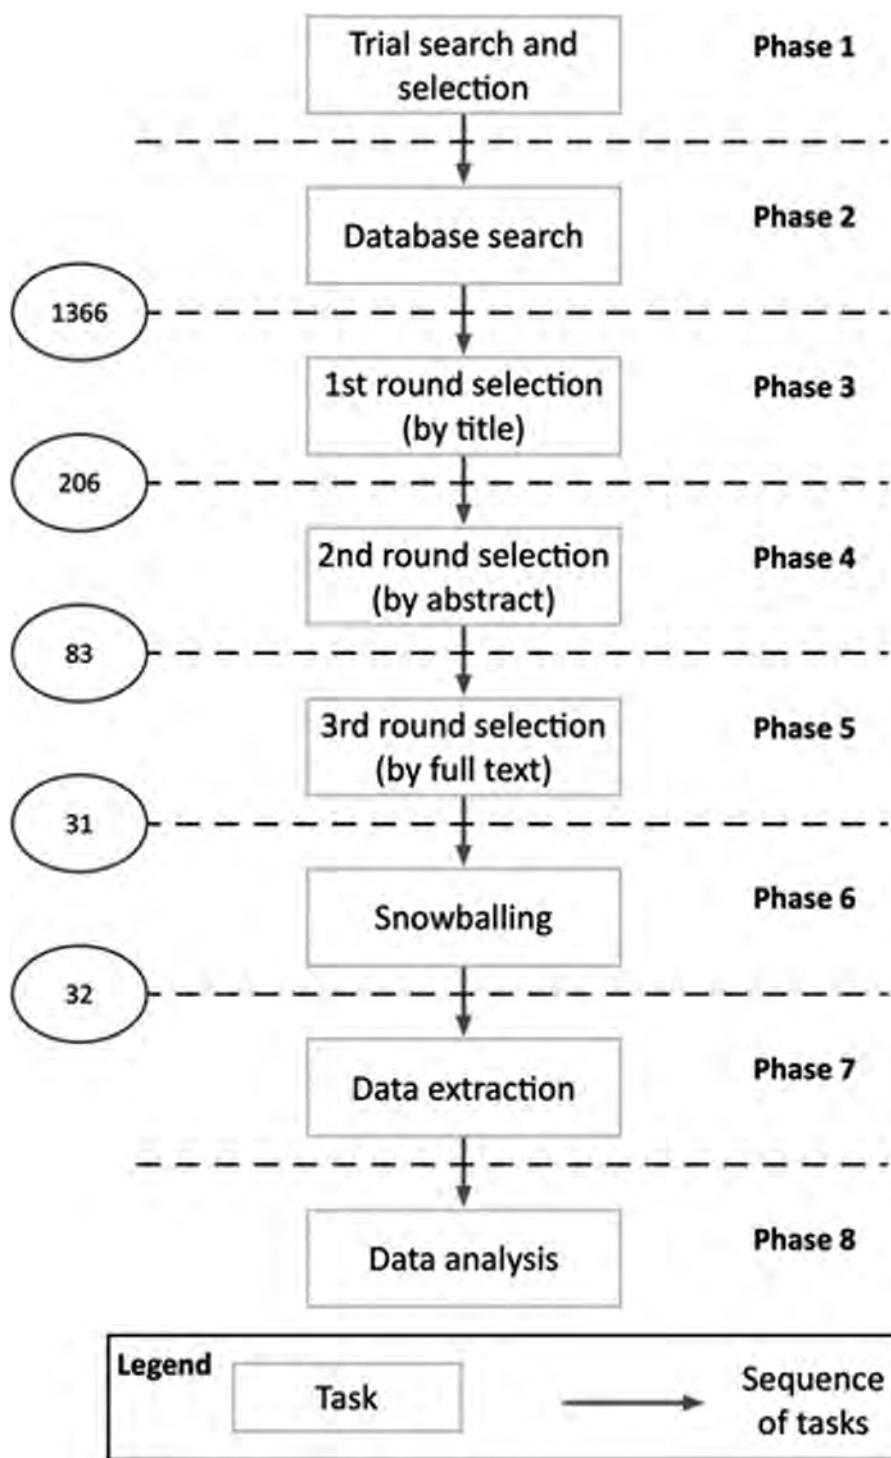 Trial search and
selection
Phase 1
Database search
Phase 2
1366
1st round selection
(by title)
Phase 3
206
2nd round selection
(by abstract)
Phase 4
83
3rd round selection
(by full text)
Phase 5
31
Snowballing
Phase 6
32
Data extraction
Phase 7
Data analysis
Phase 8
Legend
Task
Sequence
of tasks